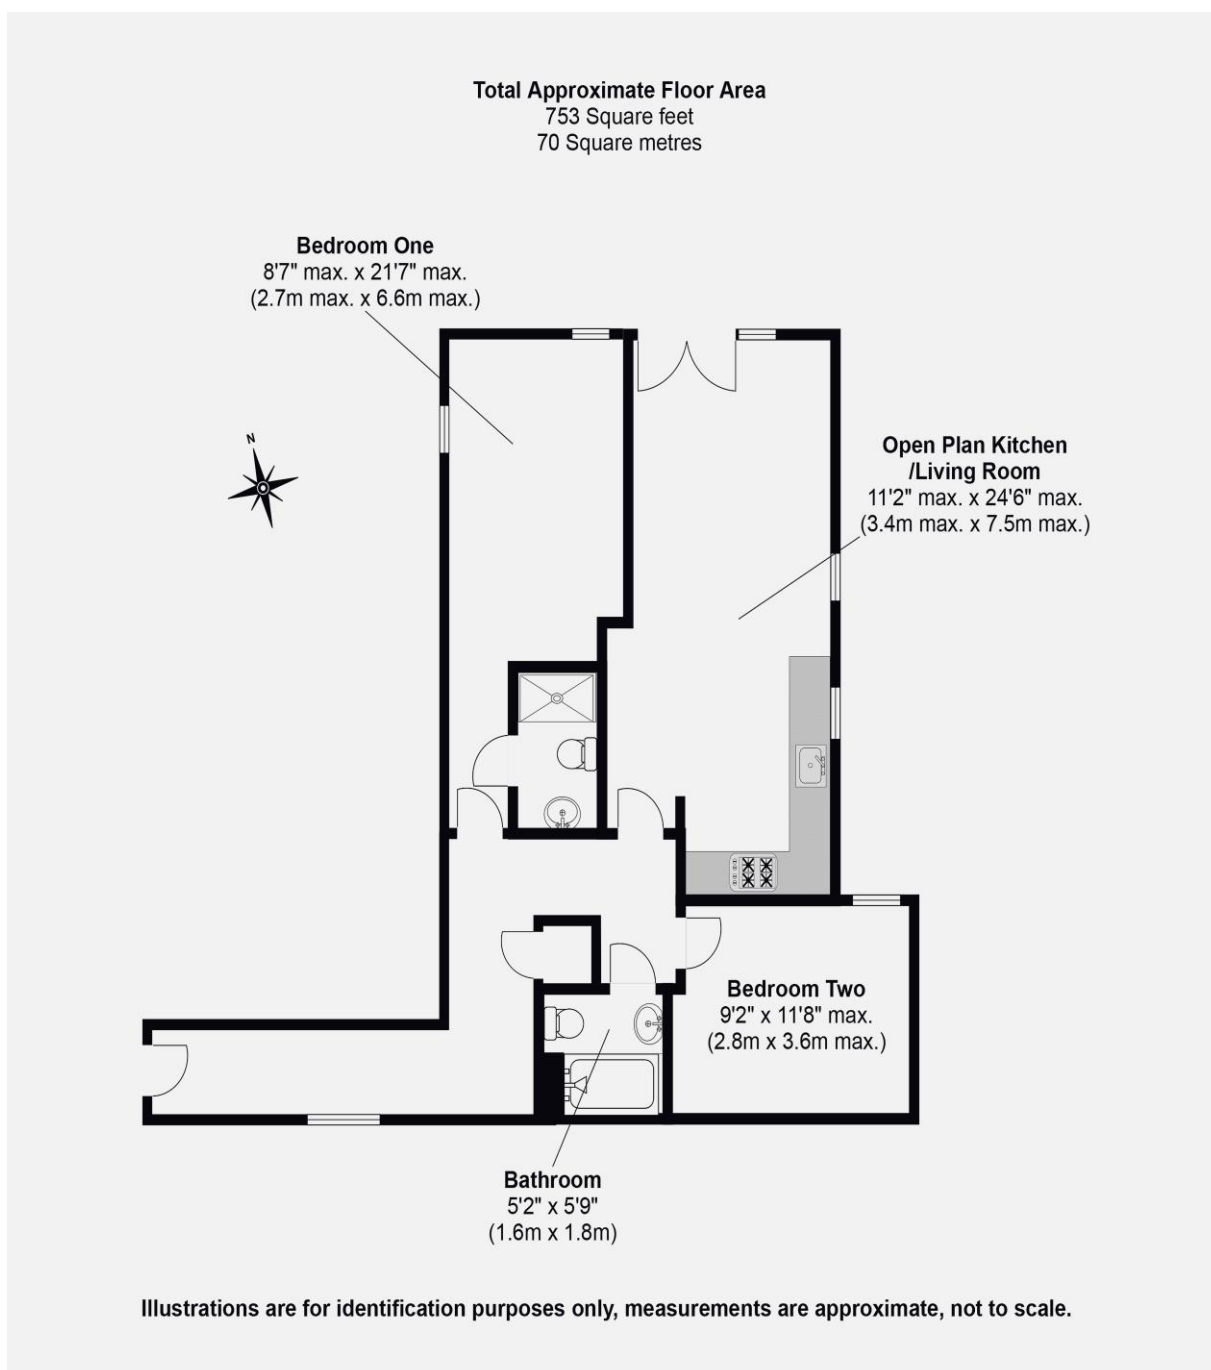 Total Approximate Floor Area
753 Square feet
70 Square metres
Bedroom One
8'7" max. x 21'7" max.
(2.7m max. x 6.6m max.)
N
Open Plan Kitchen
/Living Room
11'2" max. x 24'6" max.
(3.4m max. x 7.5m max.)
Bedroom Two
9'2" x 11'8" max.
(2.8m x 3.6m max.)
Bathroom
5'2" x 5'9"
(1.6m x 1.8m)
Illustrations are for identification purposes only, measurements are approximate, not to scale.